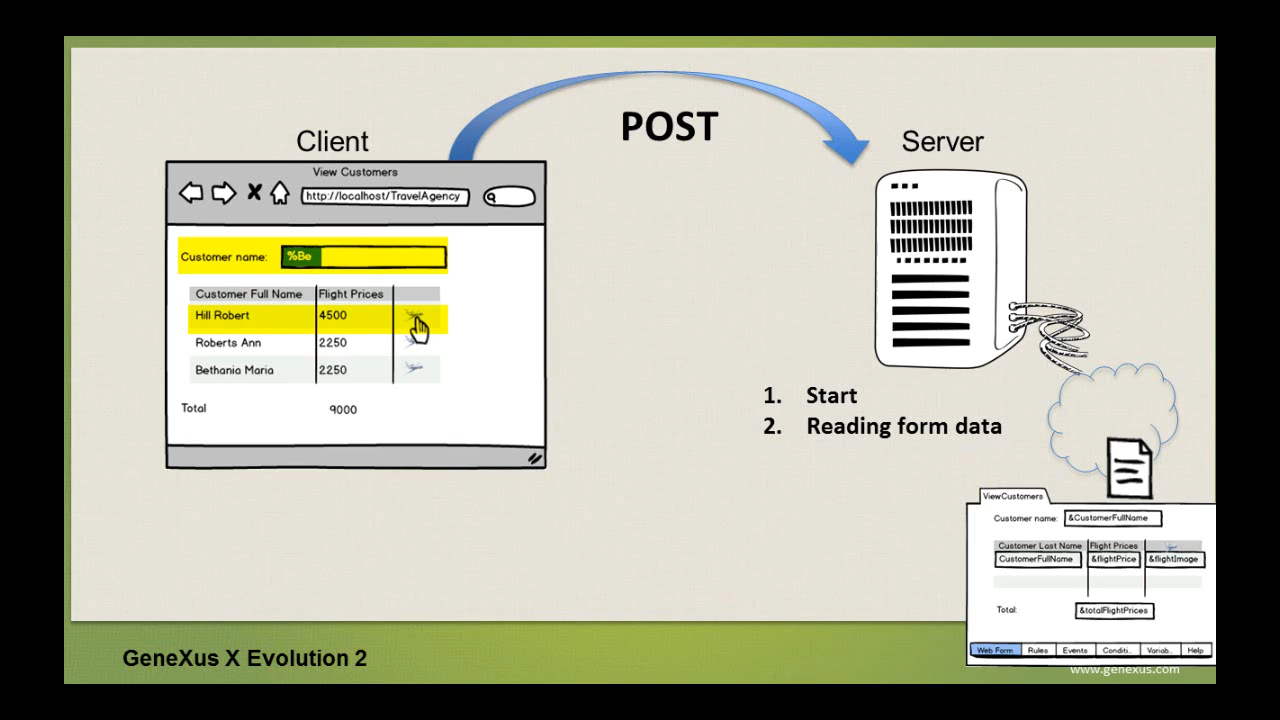 POST
Client
Server
View Customers
http://localhost/TravelAgency
Customer name: %Be
Customer Full Name Flight Prices
Hill Robert 4500
Roberts Ann 2250
Bethania Maria 2250
Total 9000
1. Start
2. Reading form data
ViewCustomers
Customer name: &CustomerFullName
Customer Last Name Flight Prices
CustomerFullName &flightPrice &flightImage
Total: &totalFlightPrices
Web Form Rules Events Conditi.. Variab.. Help
GeneXus X Evolution 2
www.genexus.com